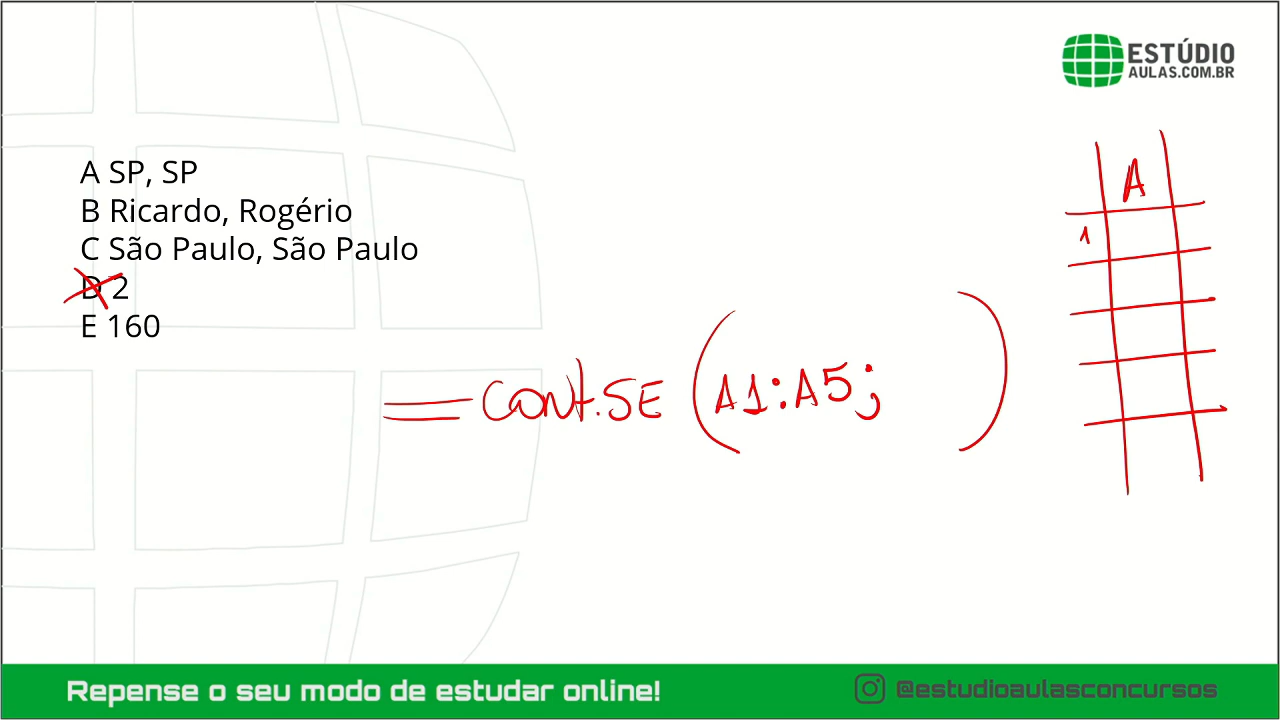 ESTÚDIO
AULAS.COM.BR
A SP, SP
B Ricardo, Rogério
C São Paulo, São Paulo
D 2
E 160
= CONT.SE (A1:A5; )
A
1
Repense o seu modo de estudar online!
@estudioaulasconcursos